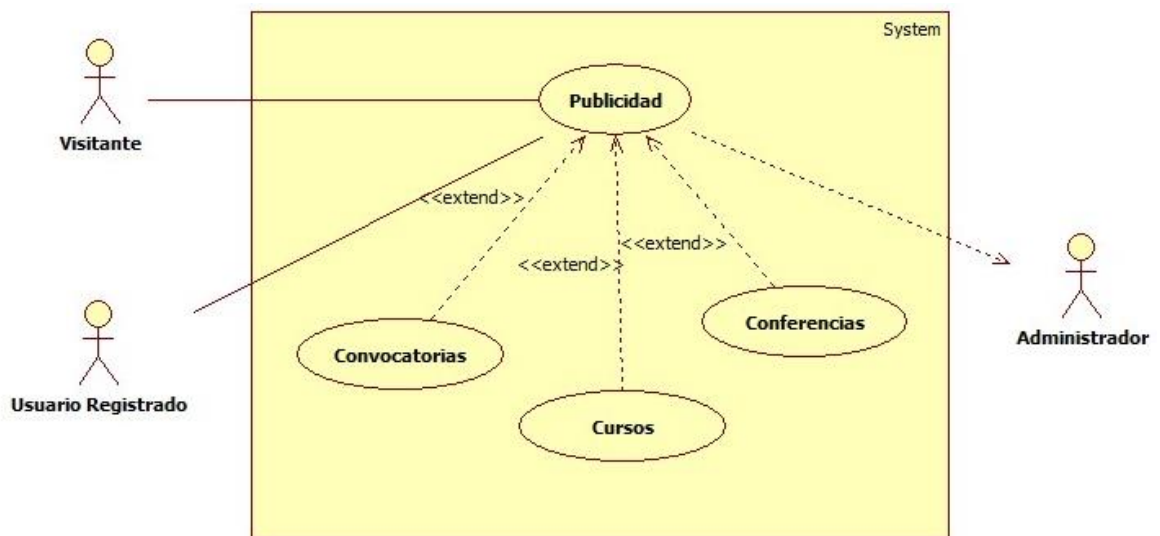 System
Publicidad
Visitante
<<extend>>
<<extend>>
<<extend>>
Conferencias
Administrador
Convocatorias
Usuario Registrado
Cursos